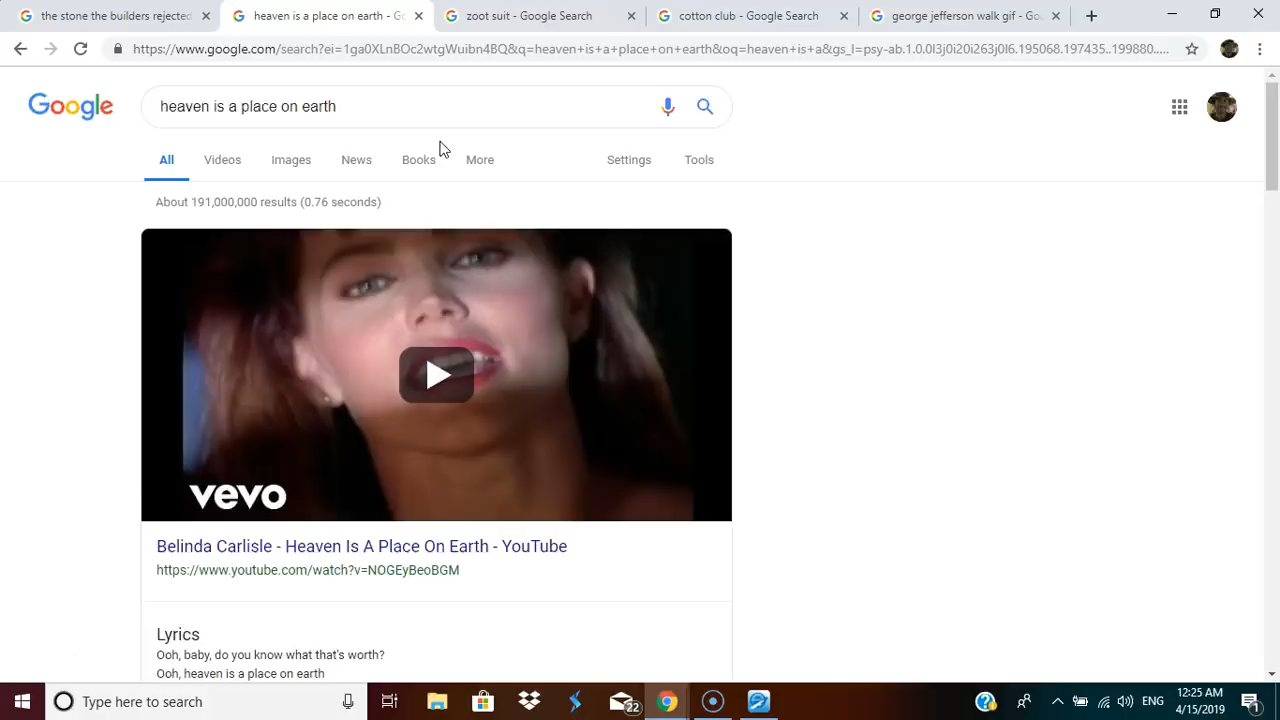 the stone the builders rejected
heaven is a place on earth - Go
zoot suit - Google Search
cotton club - Google Search
george jefferson walk gif - Goo
https://www.google.com/search?ei=1ga0XLnBOc2wtgWuibn4BQ&q=heaven+is+a+place+on+earth&oq=heaven+is+a&gs_l=psy-ab.1.0.0l3j0i20i263j0l6.195068.197435..199880.....
Google
heaven is a place on earth
All Videos Images News Books More Settings Tools
About 191,000,000 results (0.76 seconds)
vevo
Belinda Carlisle - Heaven Is A Place On Earth - YouTube
https://www.youtube.com/watch?v=NOGEyBeoBGM
Lyrics
Ooh, baby, do you know what that's worth?
Ooh, heaven is a place on earth
Type here to search
22
ENG
12:25 AM
4/15/2019
1